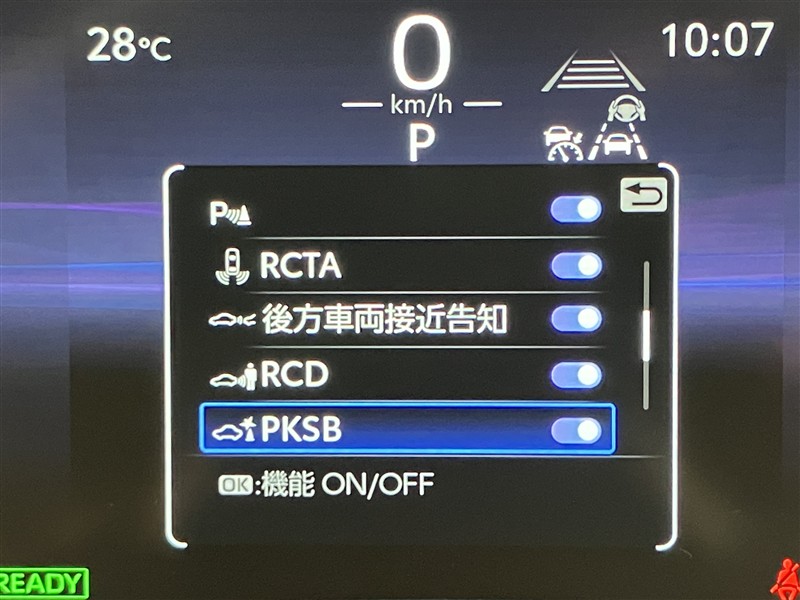 28℃
0
10:07
km/h
P
P
RCTA
後方車両接近告知
RCD
PKSB
OK:機能 ON/OFF
READY